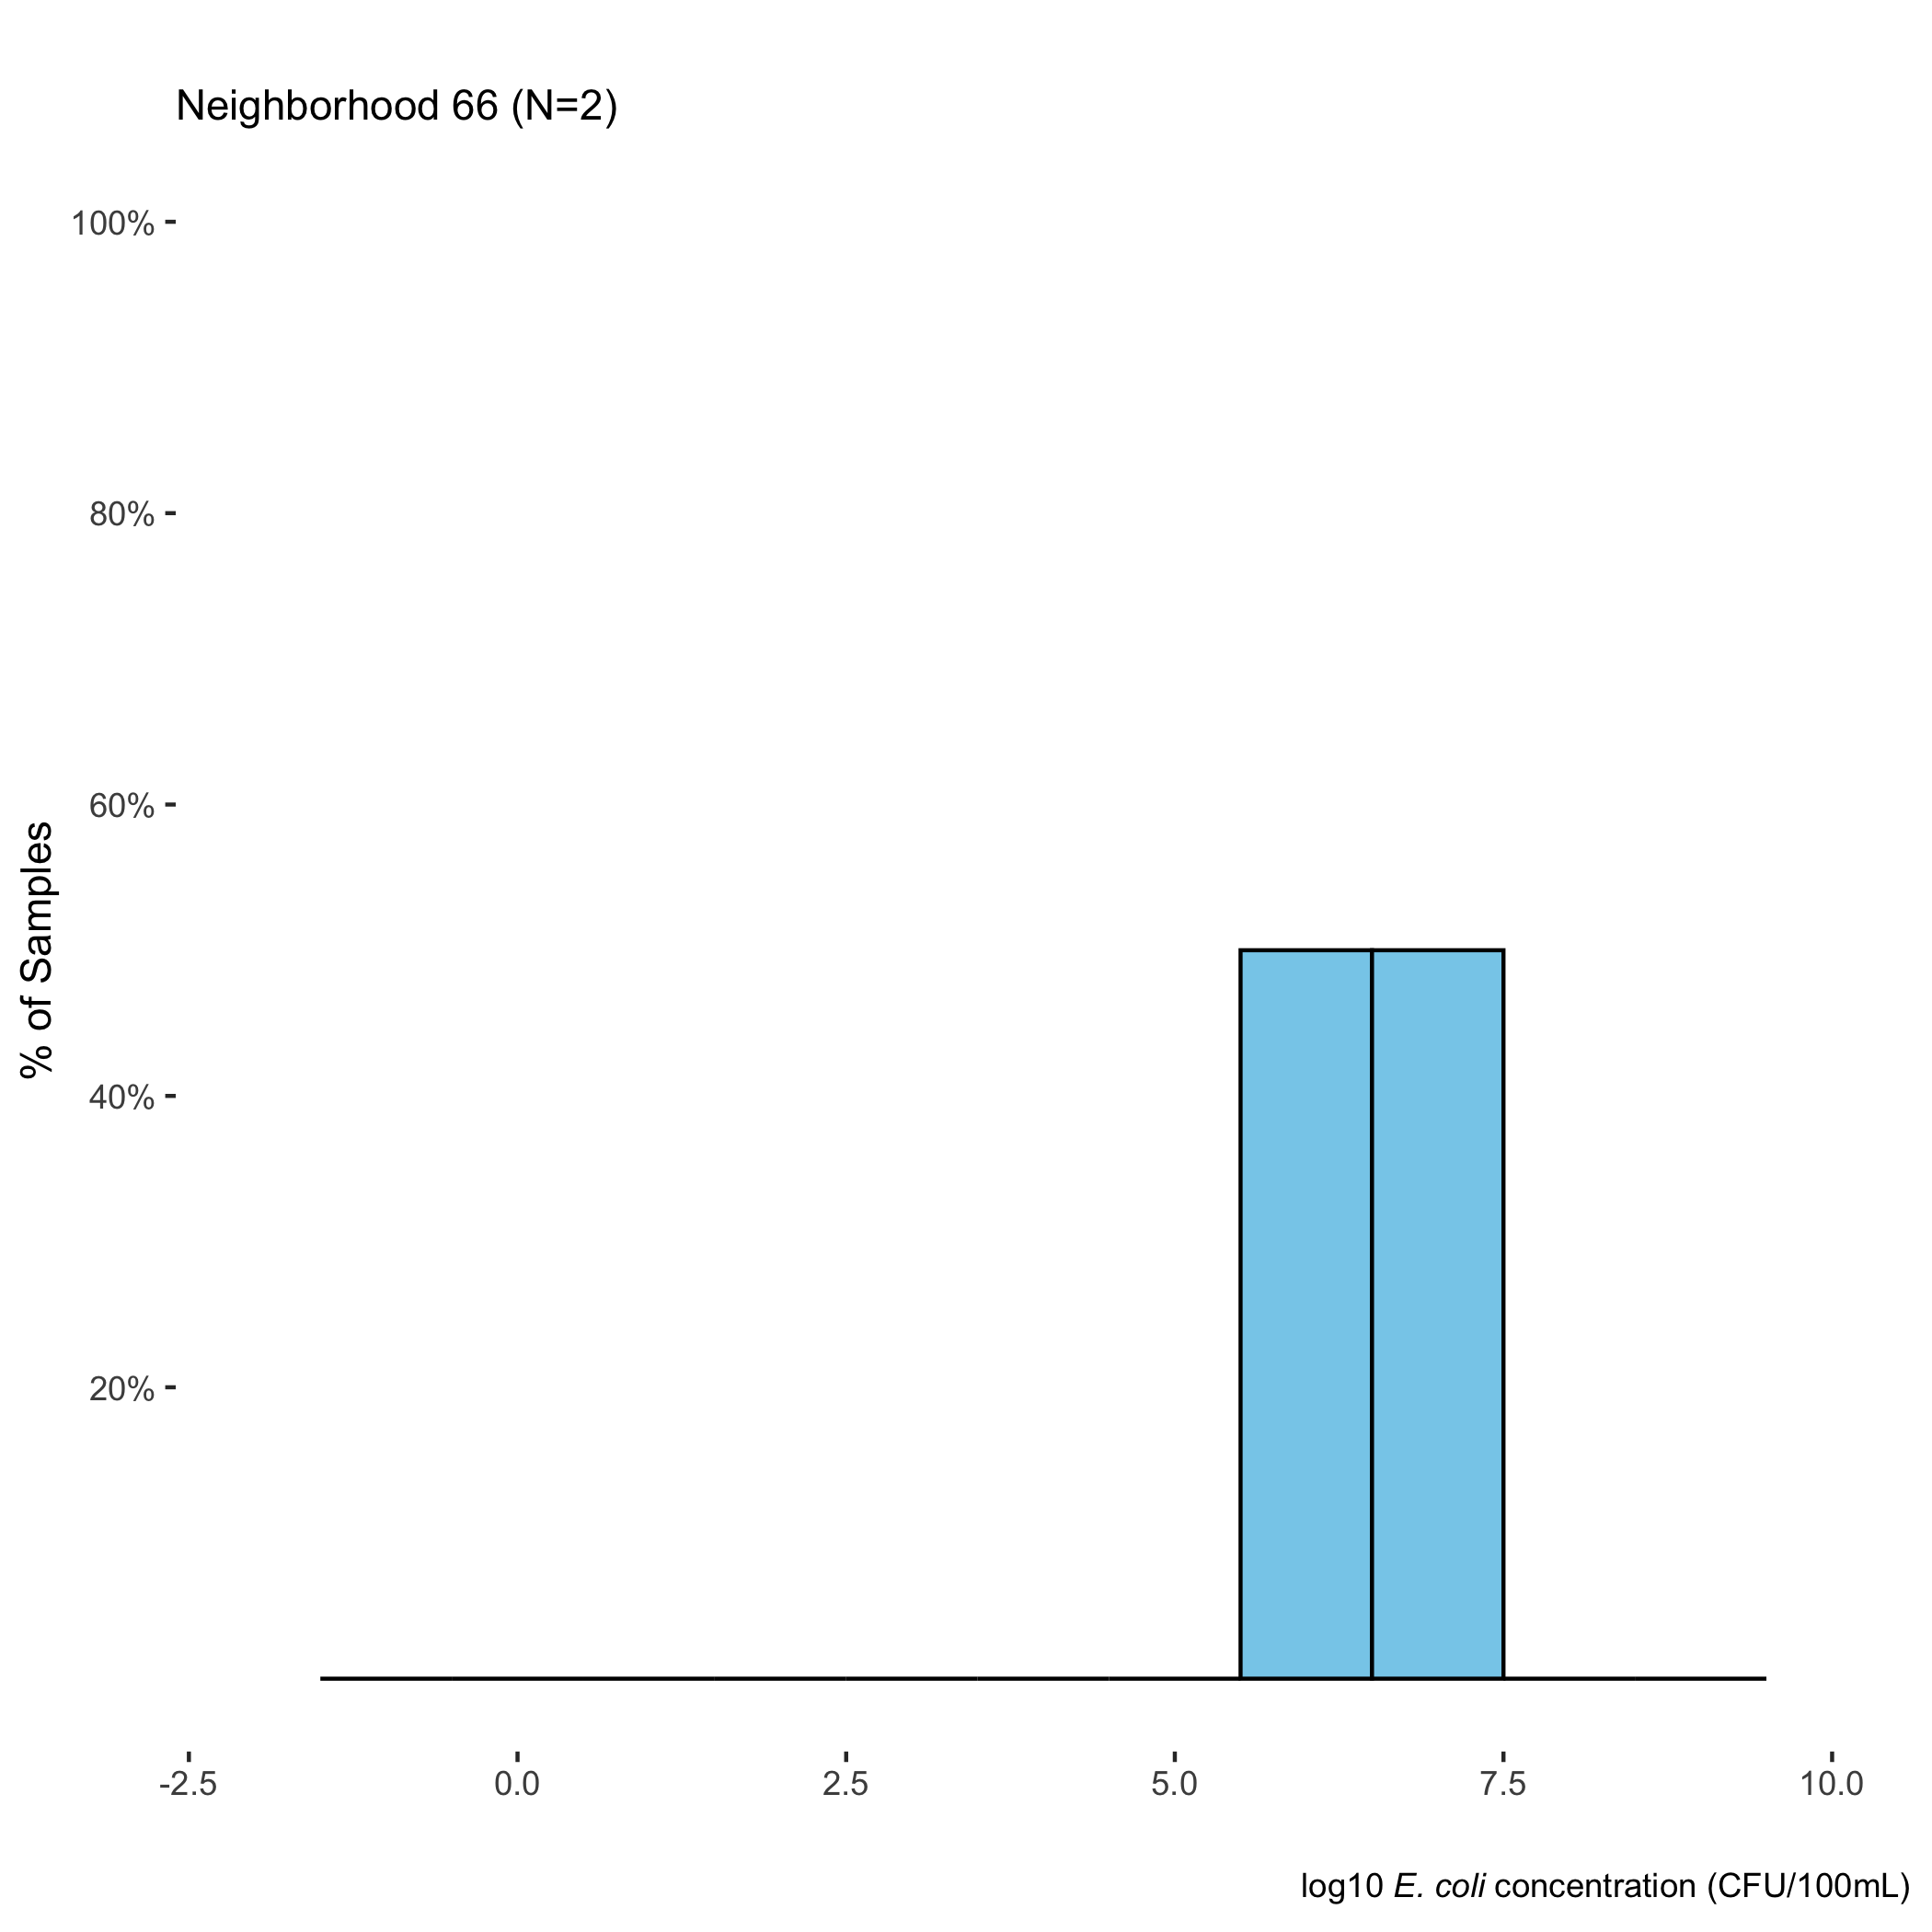 Neighborhood 66 (N=2)
100%
80%
60%
40%
20%
% of Samples
-2.5 0.0 2.5 5.0 7.5 10.0
log10 E. coli concentration (CFU/100mL)